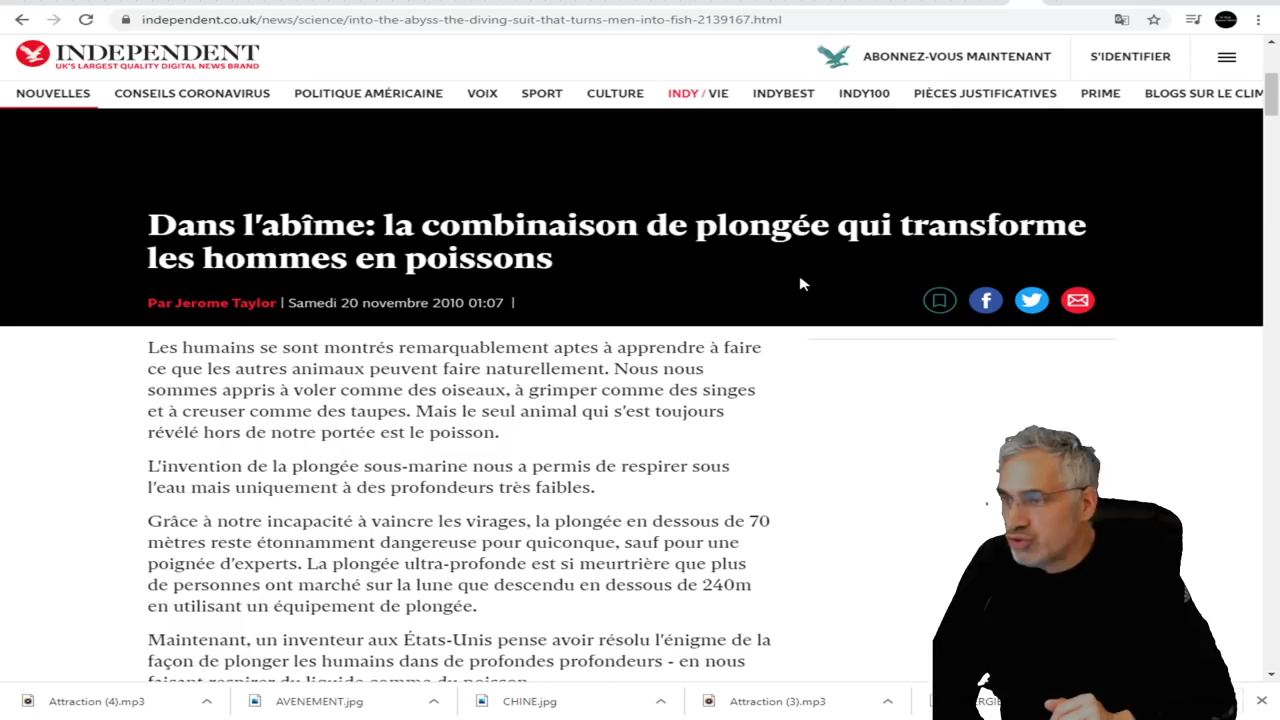 independent.co.uk/news/science/into-the-abyss-the-diving-suit-that-turns-men-into-fish-2139167.html
INDEPENDENT
UK'S LARGEST QUALITY DIGITAL NEWS BRAND
ABONNEZ-VOUS MAINTENANT
S'IDENTIFIER
NOUVELLES CONSEILS CORONAVIRUS POLITIQUE AMÉRICAINE VOIX SPORT CULTURE INDY / VIE INDYBEST INDY100 PIÈCES JUSTIFICATIVES PRIME BLOGS SUR LE CLIM
Dans l'abîme: la combinaison de plongée qui transforme
les hommes en poissons
Par Jerome Taylor | Samedi 20 novembre 2010 01:07 |
Les humains se sont montrés remarquablement aptes à apprendre à faire
ce que les autres animaux peuvent faire naturellement. Nous nous
sommes appris à voler comme des oiseaux, à grimper comme des singes
et à creuser comme des taupes. Mais le seul animal qui s'est toujours
révélé hors de notre portée est le poisson.
L'invention de la plongée sous-marine nous a permis de respirer sous
l'eau mais uniquement à des profondeurs très faibles.
Grâce à notre incapacité à vaincre les virages, la plongée en dessous de 70
mètres reste étonnamment dangereuse pour quiconque, sauf pour une
poignée d'experts. La plongée ultra-profonde est si meurtrière que plus
de personnes ont marché sur la lune que descendu en dessous de 240m
en utilisant un équipement de plongée.
Maintenant, un inventeur aux États-Unis pense avoir résolu l'énigme de la
façon de plonger les humains dans de profondes profondeurs - en nous
faisant respirer du liquide comme du poisson.
Attraction (4).mp3
AVENEMENT.jpg
CHINE.jpg
Attraction (3).mp3